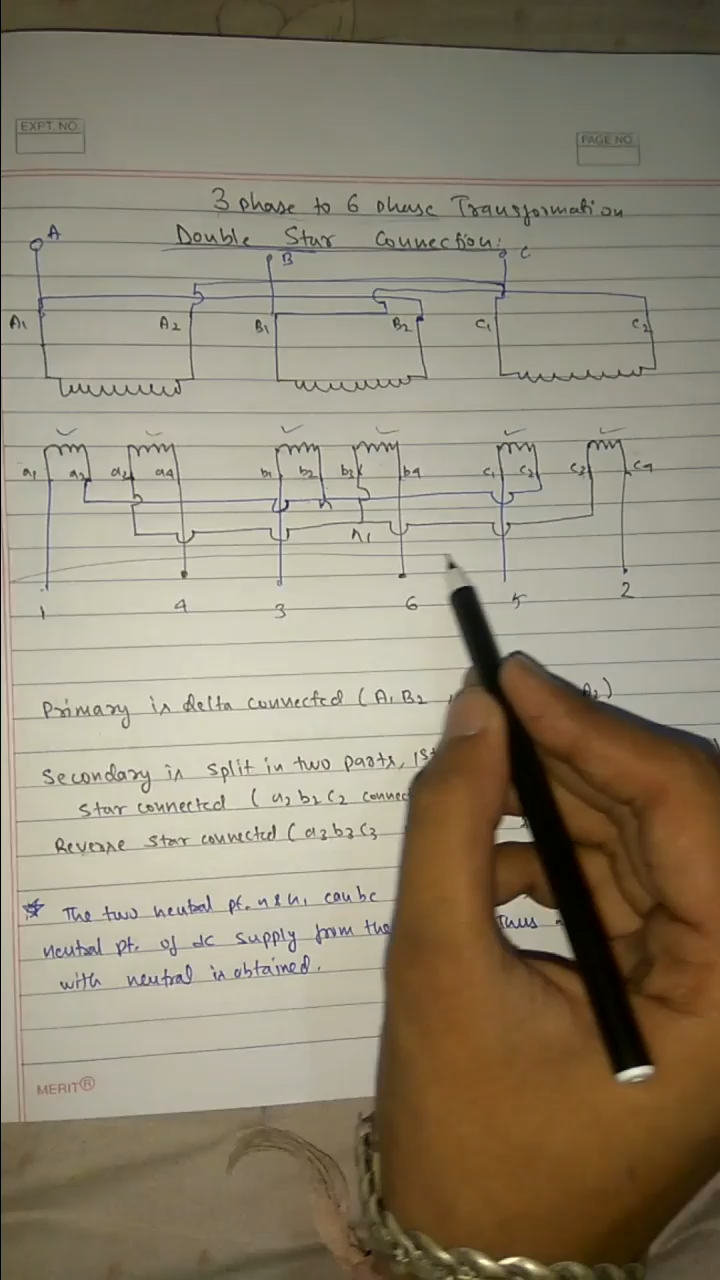 EXPT. NO.
PAGE NO.
3 phase to 6 phase Transformation
Double Star Connection:
A B C
A1 A2 B1 B2 C1 C2
a1 a2 a3 a4 b1 b2 b3 b4 c1 c2 c3 c4
n
n1
1 4 3 6 5 2
Primary is delta connected (A1 B2 , A2)
Secondary is split in two parts, 1st
star connected (a2 b2 c2 connec
Reverse star connected (a3 b3 c3
* The two neutral pt. n & n1 can be
neutral pt. of dc supply from the Thus
with neutral is obtained.
MERIT®